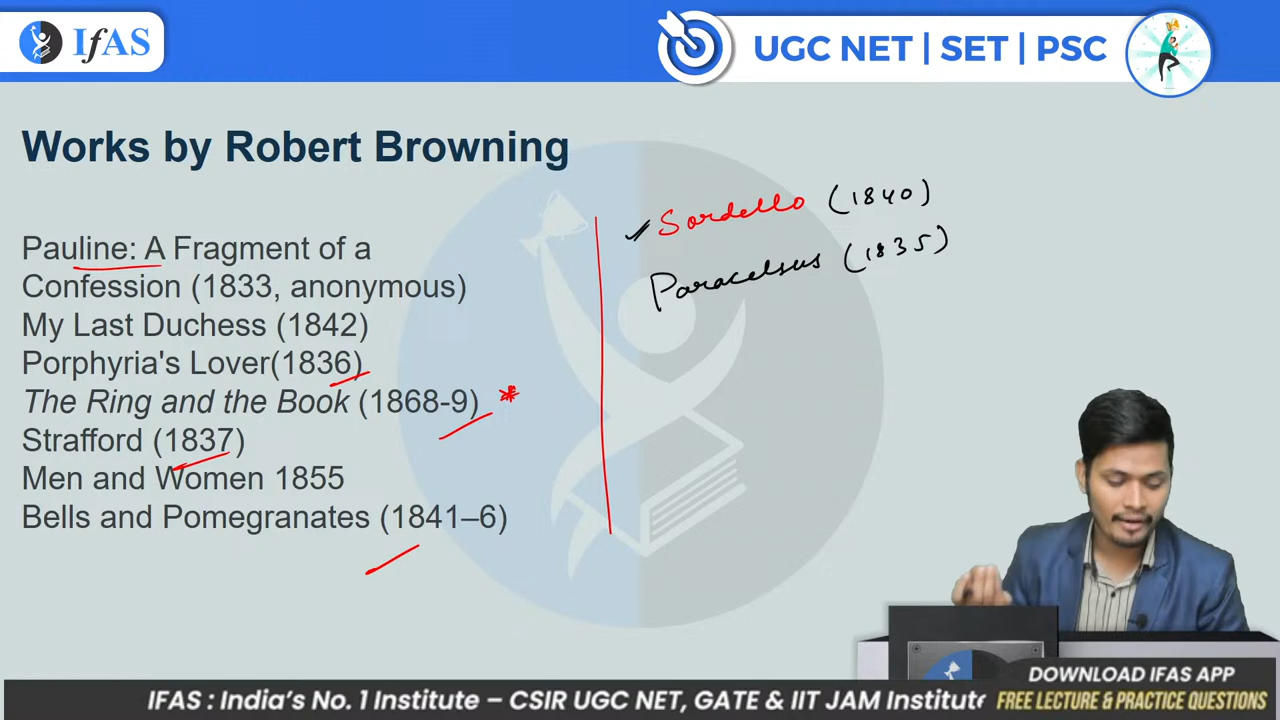 IfAS
UGC NET | SET | PSC
Works by Robert Browning
Pauline: A Fragment of a
Confession (1833, anonymous)
My Last Duchess (1842)
Porphyria's Lover(1836)
The Ring and the Book (1868-9) *
Strafford (1837)
Men and Women 1855
Bells and Pomegranates (1841–6)
Sordello (1840)
Paracelsus (1835)
DOWNLOAD IFAS APP
FREE LECTURE & PRACTICE QUESTIONS
IFAS : India's No. 1 Institute – CSIR UGC NET, GATE & IIT JAM Institute